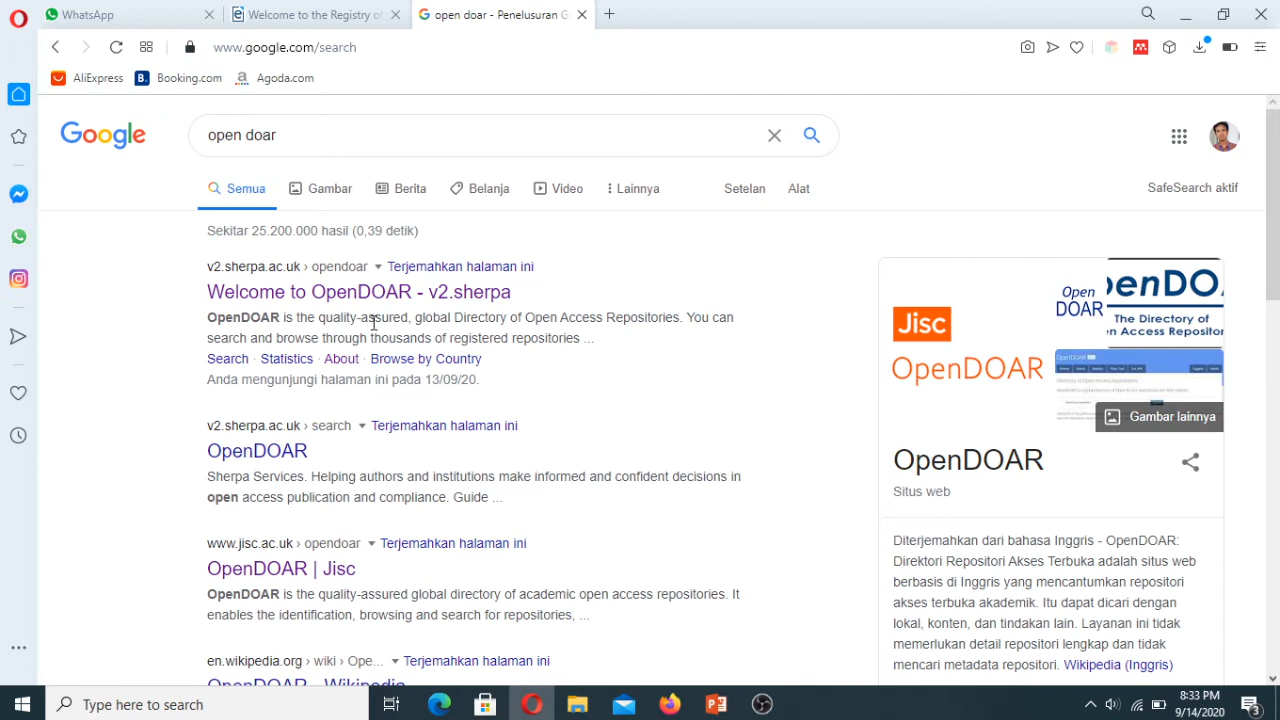 WhatsApp
Welcome to the Registry of
open doar - Penelusuran G
www.google.com/search
AliExpress
Booking.com
Agoda.com
Google
open doar
Semua
Gambar
Berita
Belanja
Video
Lainnya
Setelan
Alat
SafeSearch aktif
Sekitar 25.200.000 hasil (0,39 detik)
v2.sherpa.ac.uk › opendoar ▾ Terjemahkan halaman ini
Welcome to OpenDOAR - v2.sherpa
OpenDOAR is the quality-assured, global Directory of Open Access Repositories. You can
search and browse through thousands of registered repositories ...
Search · Statistics · About · Browse by Country
Anda mengunjungi halaman ini pada 13/09/20.
v2.sherpa.ac.uk › search ▾ Terjemahkan halaman ini
OpenDOAR
Sherpa Services. Helping authors and institutions make informed and confident decisions in
open access publication and compliance. Guide ...
www.jisc.ac.uk › opendoar ▾ Terjemahkan halaman ini
OpenDOAR | Jisc
OpenDOAR is the quality-assured global directory of academic open access repositories. It
enables the identification, browsing and search for repositories, ...
en.wikipedia.org › wiki › Ope... ▾ Terjemahkan halaman ini
OpenDOAR - Wikipedia
Jisc
OpenDOAR
Open
DOAR
OpenDO
The Directory of
Open Access Repositories
Gambar lainnya
OpenDOAR
Situs web
Diterjemahkan dari bahasa Inggris - OpenDOAR:
Direktori Repositori Akses Terbuka adalah situs web
berbasis di Inggris yang mencantumkan repositori
akses terbuka akademik. Itu dapat dicari dengan
lokal, konten, dan tindakan lain. Layanan ini tidak
memerlukan detail repositori lengkap dan tidak
mencari metadata repositori. Wikipedia (Inggris)
Type here to search
8:33 PM
9/14/2020
3